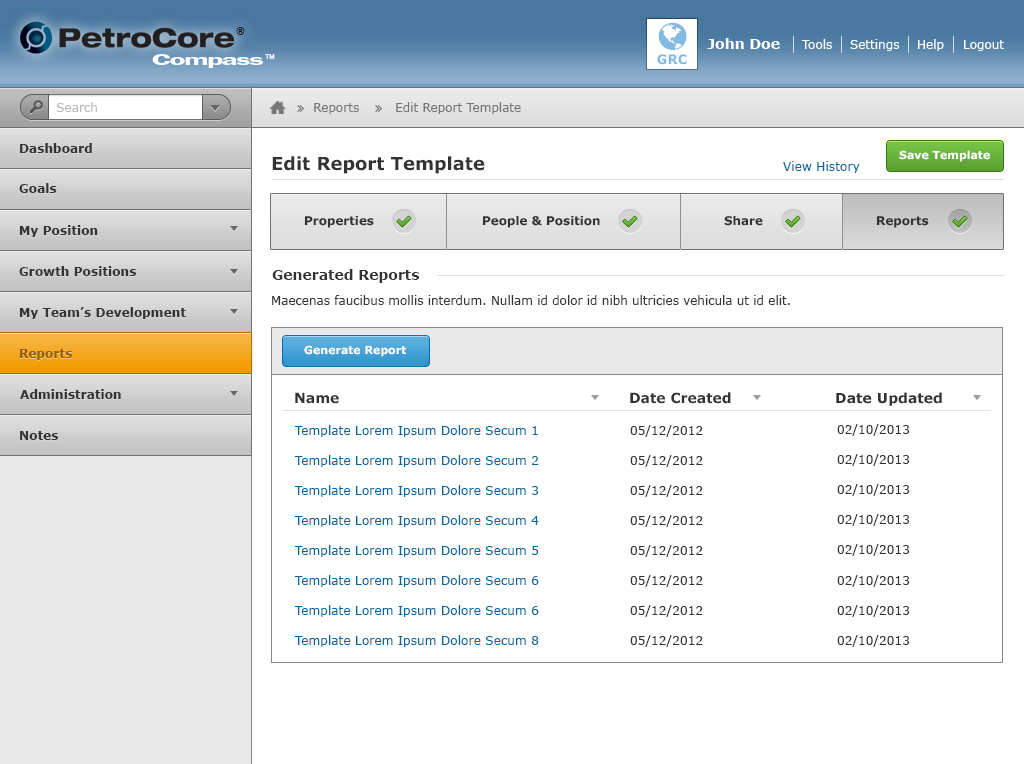 PetroCore®
Compass™
GRC
John Doe
Tools
Settings
Help
Logout
Search
» Reports » Edit Report Template
Dashboard
Goals
My Position
Growth Positions
My Team's Development
Reports
Administration
Notes
Edit Report Template
View History
Save Template
Properties
People & Position
Share
Reports
Generated Reports
Maecenas faucibus mollis interdum. Nullam id dolor id nibh ultricies vehicula ut id elit.
Generate Report
Name Date Created Date Updated
Template Lorem Ipsum Dolore Secum 1 05/12/2012 02/10/2013
Template Lorem Ipsum Dolore Secum 2 05/12/2012 02/10/2013
Template Lorem Ipsum Dolore Secum 3 05/12/2012 02/10/2013
Template Lorem Ipsum Dolore Secum 4 05/12/2012 02/10/2013
Template Lorem Ipsum Dolore Secum 5 05/12/2012 02/10/2013
Template Lorem Ipsum Dolore Secum 6 05/12/2012 02/10/2013
Template Lorem Ipsum Dolore Secum 6 05/12/2012 02/10/2013
Template Lorem Ipsum Dolore Secum 8 05/12/2012 02/10/2013